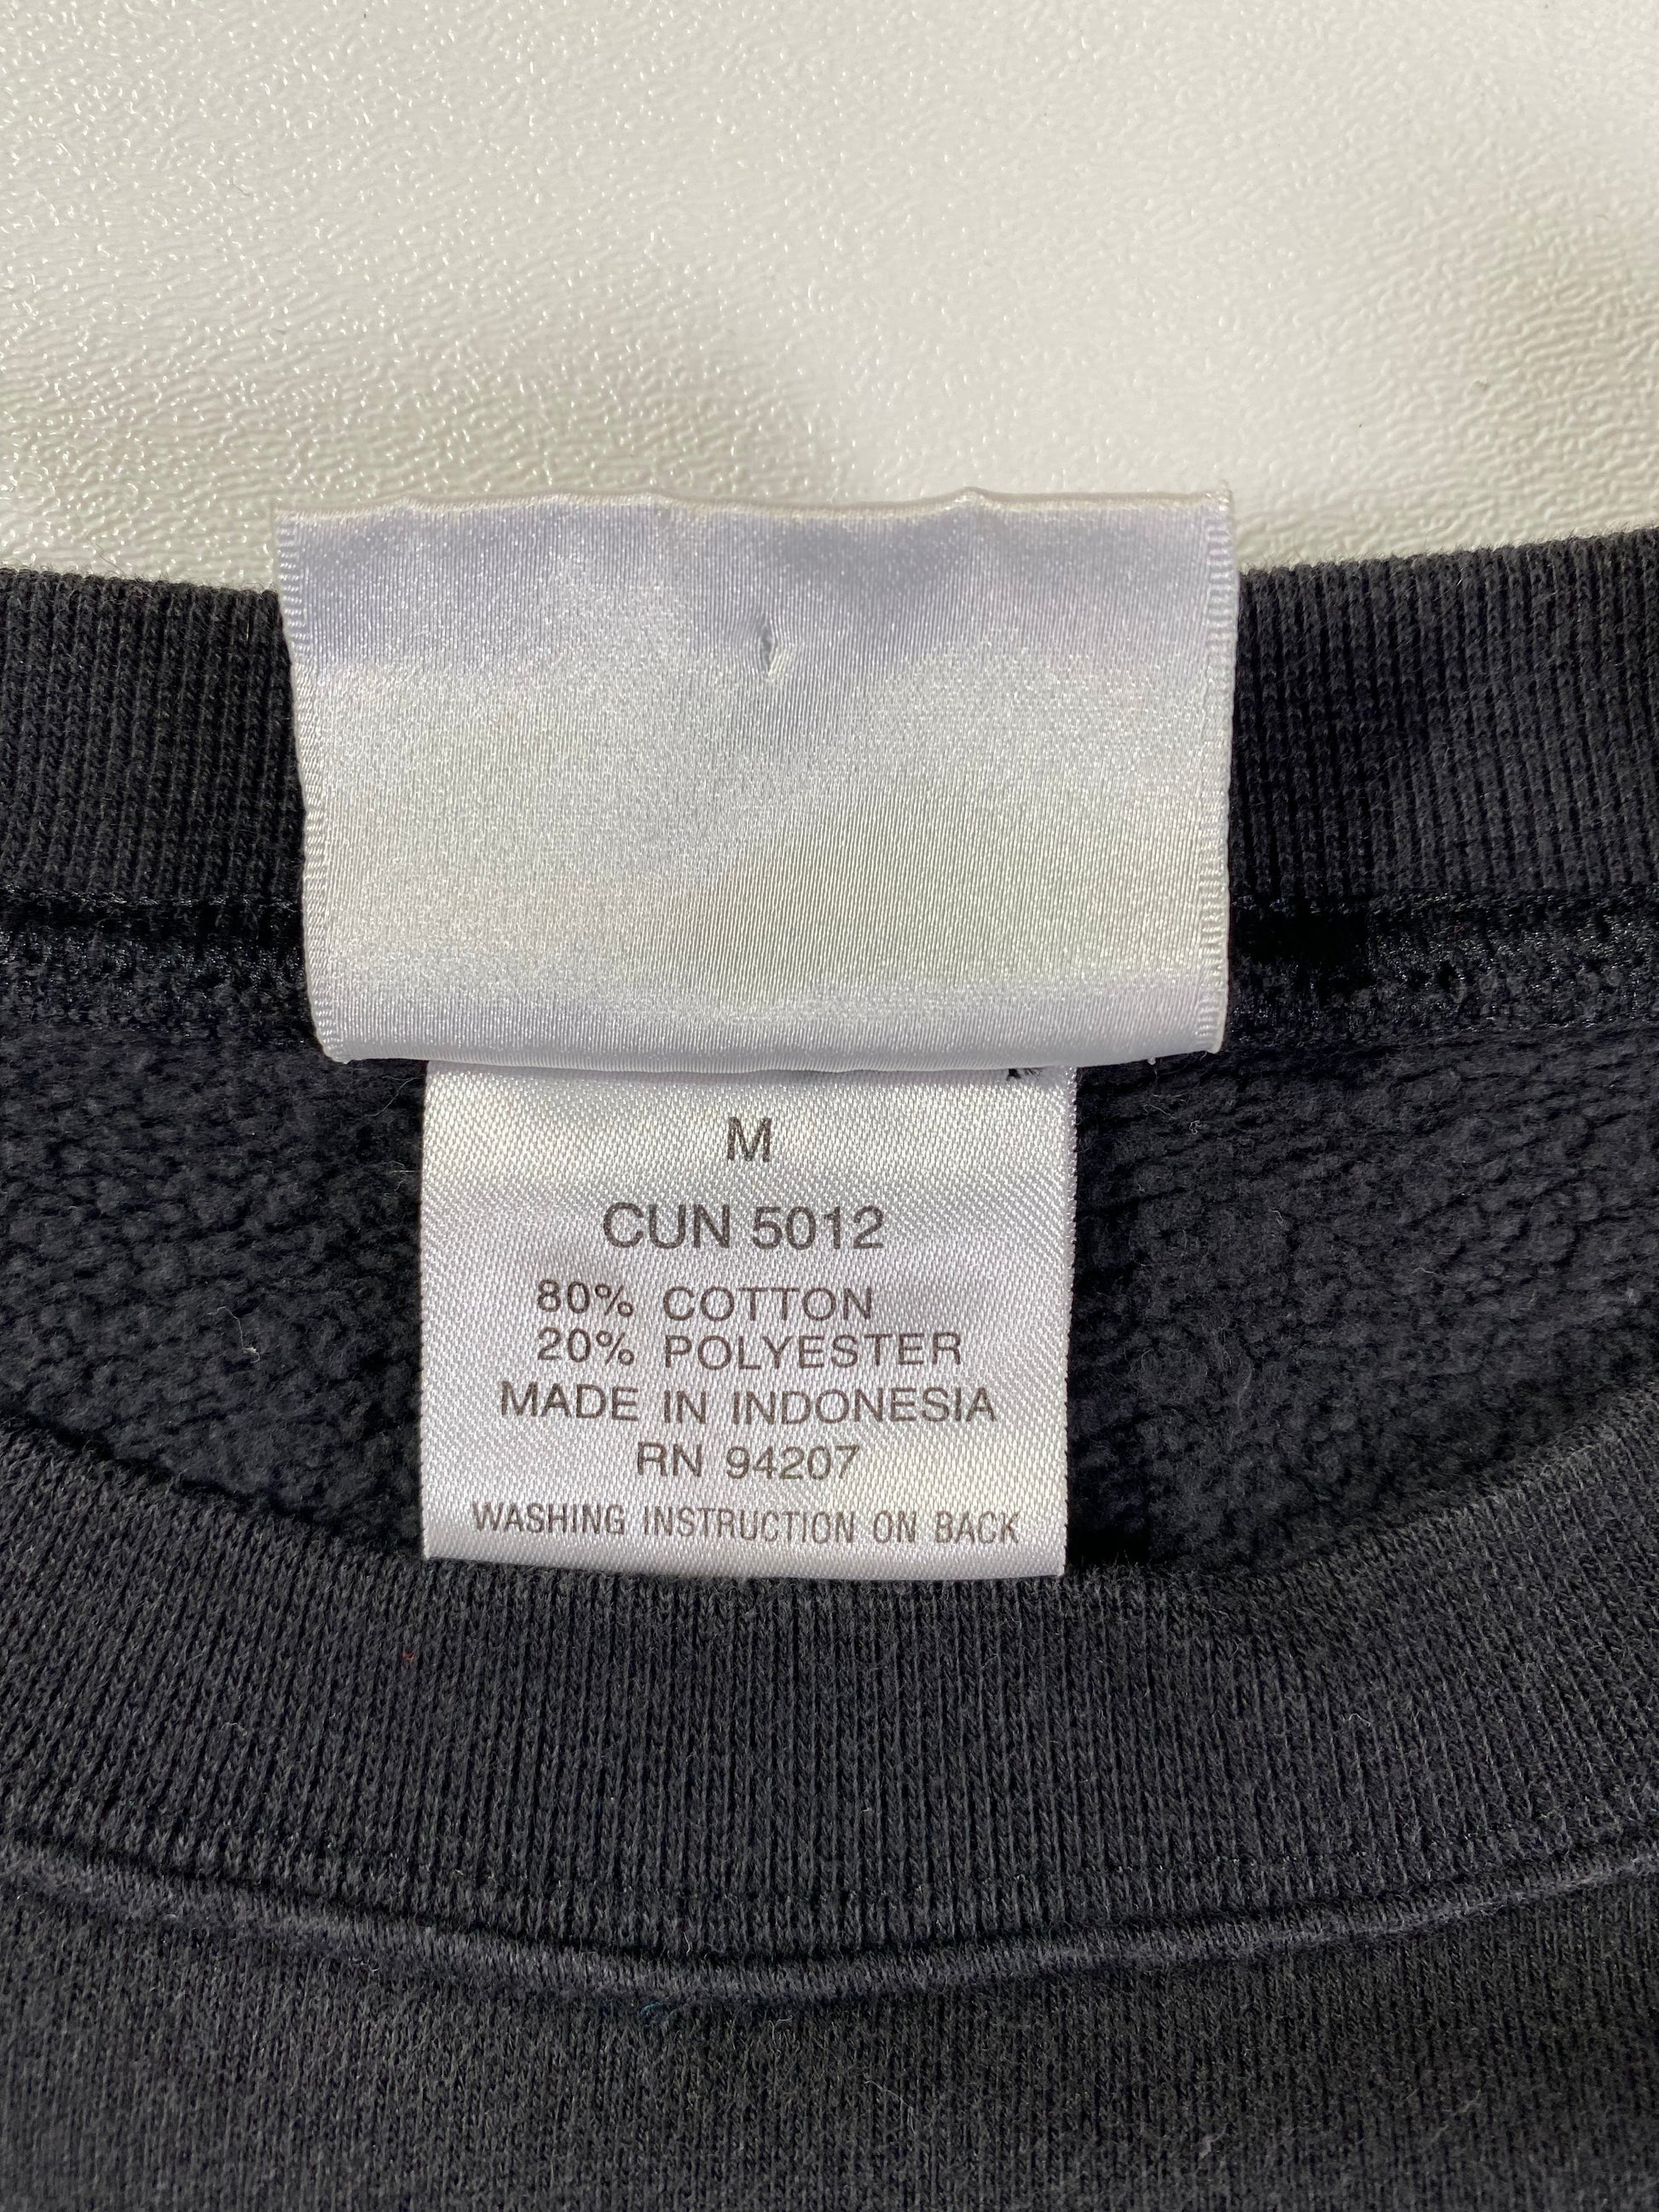 M
CUN 5012
80% COTTON
20% POLYESTER
MADE IN INDONESIA
RN 94207
WASHING INSTRUCTION ON BACK